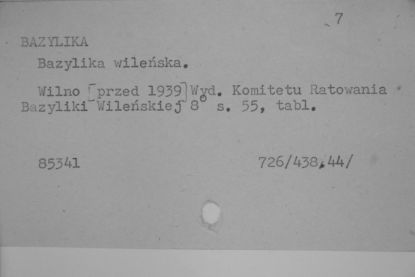 7
BAZYLIKA
Bazylika wileńska.
Wilno [przed 1939] Wyd. Komitetu Ratowania
Bazyliki Wileńskiej 8° s. 55, tabl.
85341 726/438,44/